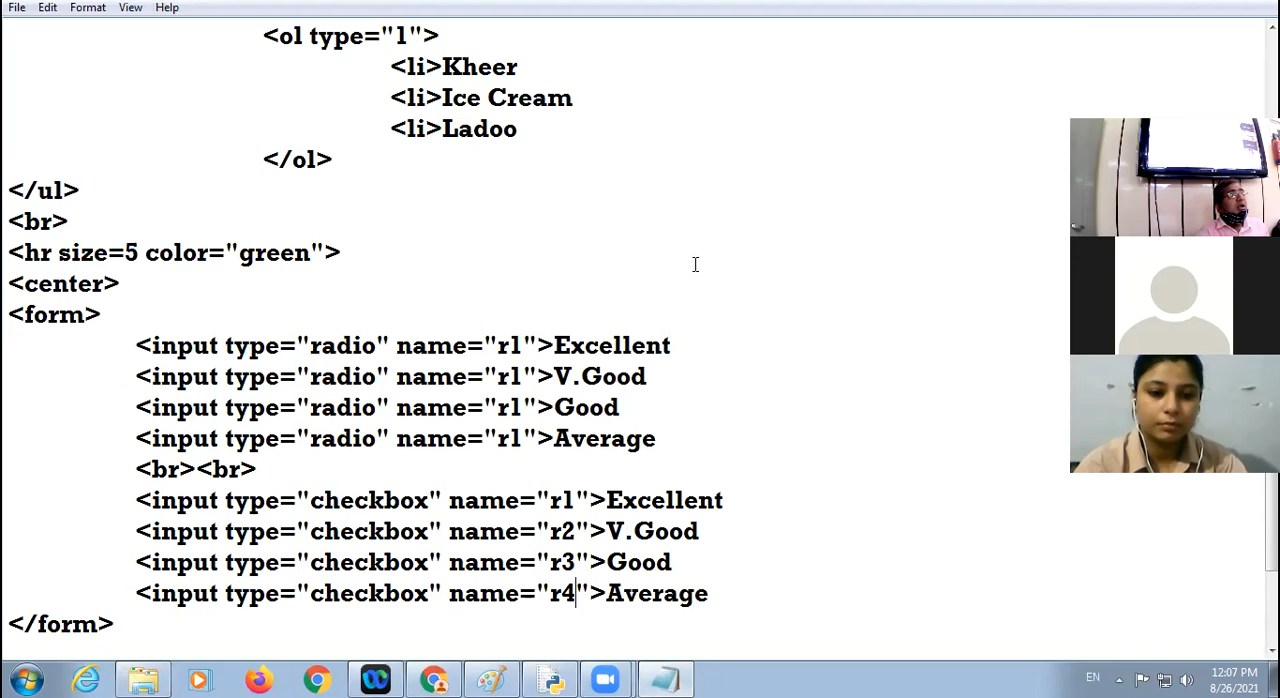 File Edit Format View Help
<ol type="1">
<li>Kheer
<li>Ice Cream
<li>Ladoo
</ol>
</ul>
<br>
<hr size=5 color="green">
<center>
<form>
<input type="radio" name="r1">Excellent
<input type="radio" name="r1">V.Good
<input type="radio" name="r1">Good
<input type="radio" name="r1">Average
<br><br>
<input type="checkbox" name="r1">Excellent
<input type="checkbox" name="r2">V.Good
<input type="checkbox" name="r3">Good
<input type="checkbox" name="r4">Average
</form>
EN
12:07 PM
8/26/2021